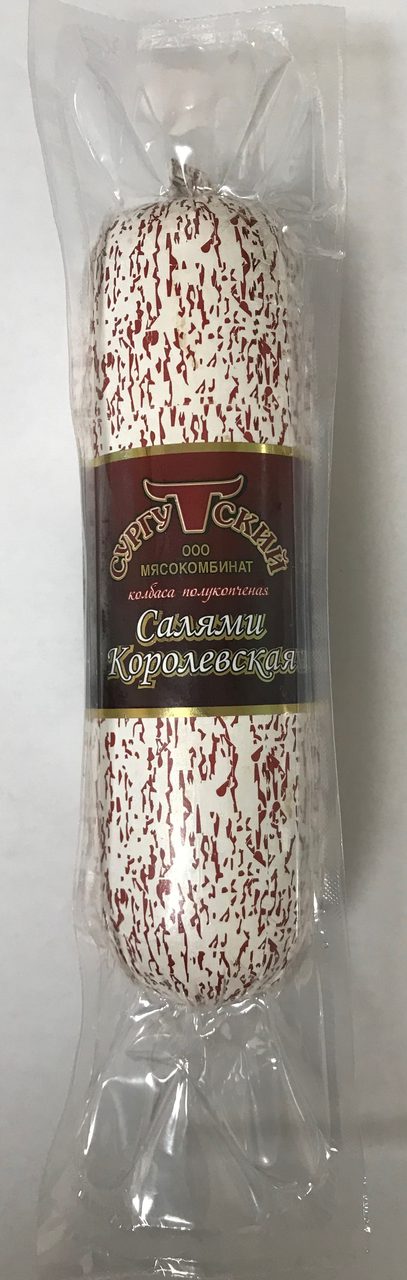 СУРГУТСКИЙ
ООО
МЯСОКОМБИНАТ
колбаса полукопченая
Салями
Королевская